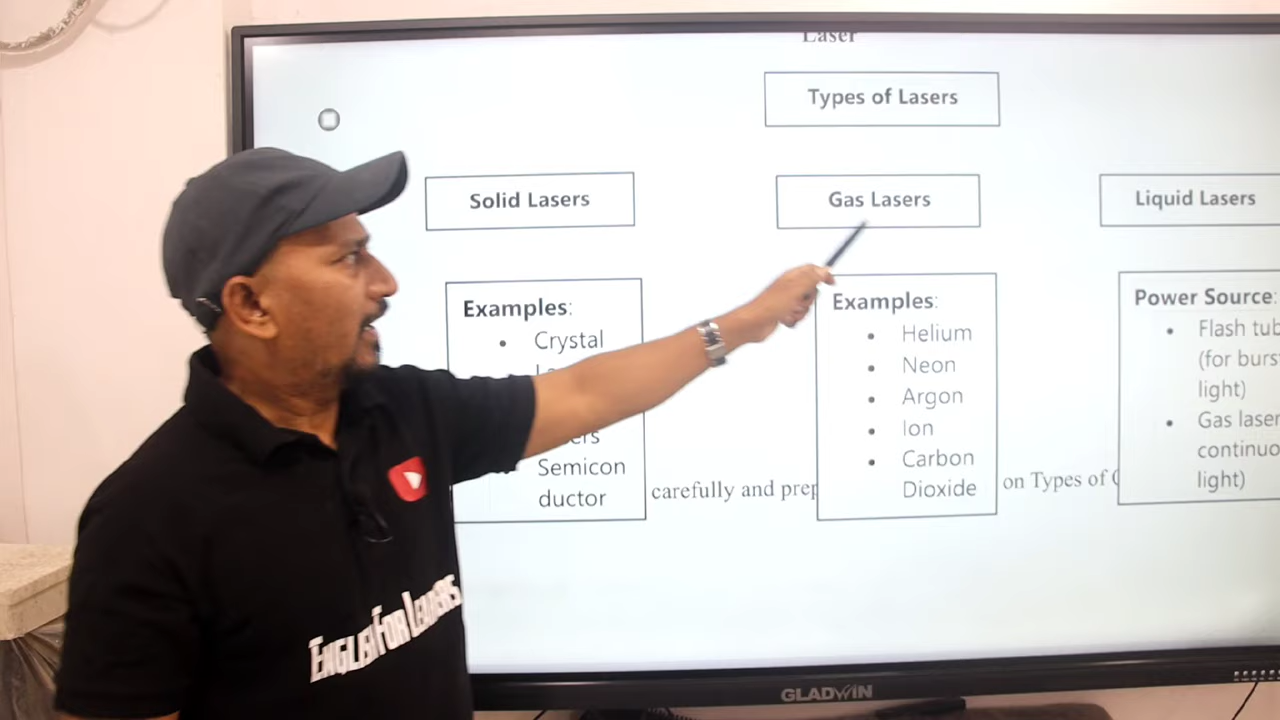 Laser
Types of Lasers
Solid Lasers
Gas Lasers
Liquid Lasers
Examples:
• Crystal
• Semicon
ductor
Examples:
• Helium
• Neon
• Argon
• Ion
• Carbon
Dioxide
Power Source:
• Flash tub
(for burs
light)
• Gas laser
continuo
light)
carefully and prep
on Types of
ENGLISH FOR LEARNERS
GLADWIN